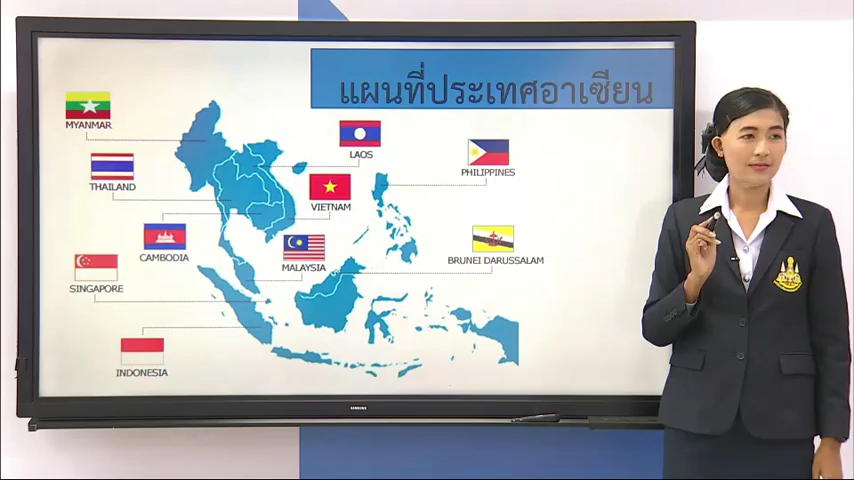 แผนที่ประเทศอาเซียน
MYANMAR
LAOS
PHILIPPINES
THAILAND
VIETNAM
CAMBODIA
MALAYSIA
BRUNEI DARUSSALAM
SINGAPORE
INDONESIA
SAMSUNG